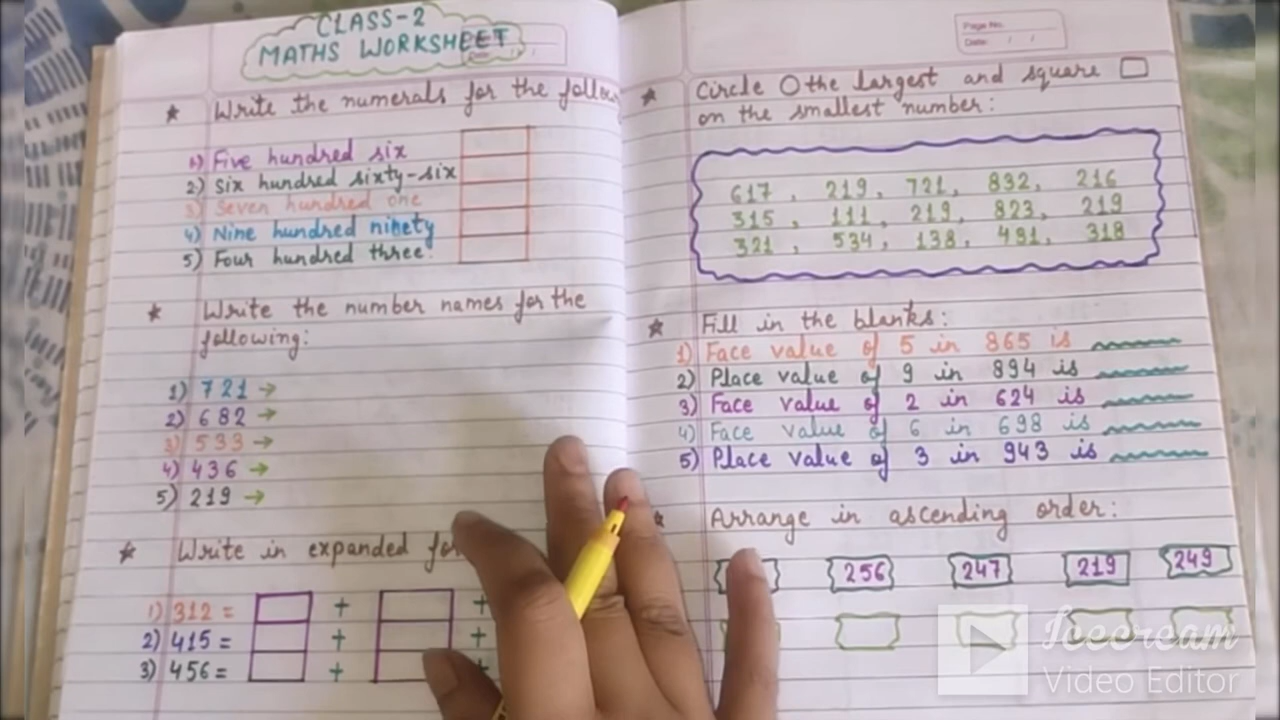 CLASS-2
MATHS WORKSHEET
Date: / /
★ Write the numerals for the
1) Five hundred six
2) Six hundred sixty-six
3) Seven hundred one
4) Nine hundred ninety
5) Four hundred three.
★ Write the number names for the
following:
1) 721 →
2) 682 →
3) 533 →
4) 436 →
5) 219 →
★ Write in expanded
1) 312 = + +
2) 415 = + +
3) 456 = + +
Page No.
Date: / /
★ Circle O the largest and square □
on the smallest number:
617, 219, 721, 832, 216
315, 111, 219, 823, 219
321, 534, 138, 491, 318
★ Fill in the blanks:
1) Face value of 5 in 865 is
2) Place value of 9 in 894 is
3) Face value of 2 in 624 is
4) Face value of 6 in 698 is
5) Place value of 3 in 943 is
★ Arrange in ascending order:
256 247 219 249
Icecream
Video Editor